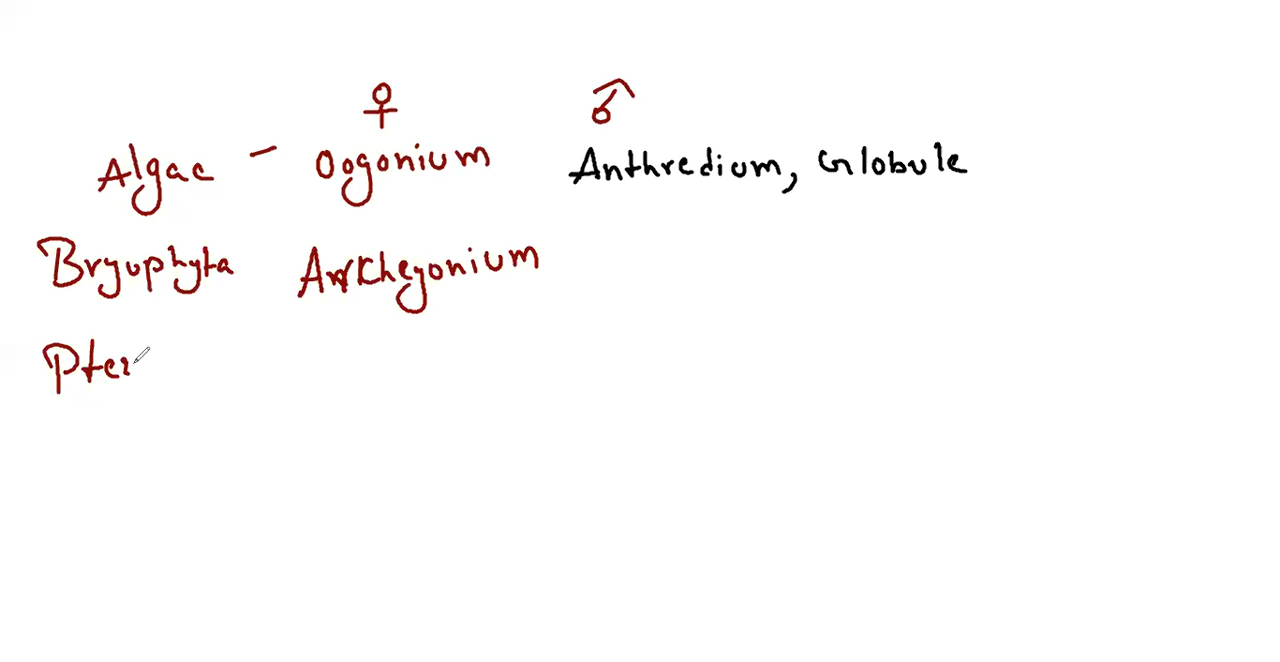 ♀ ♂
Algae - Oogonium Anthredium, Globule
Bryophyta Archegonium
Pter